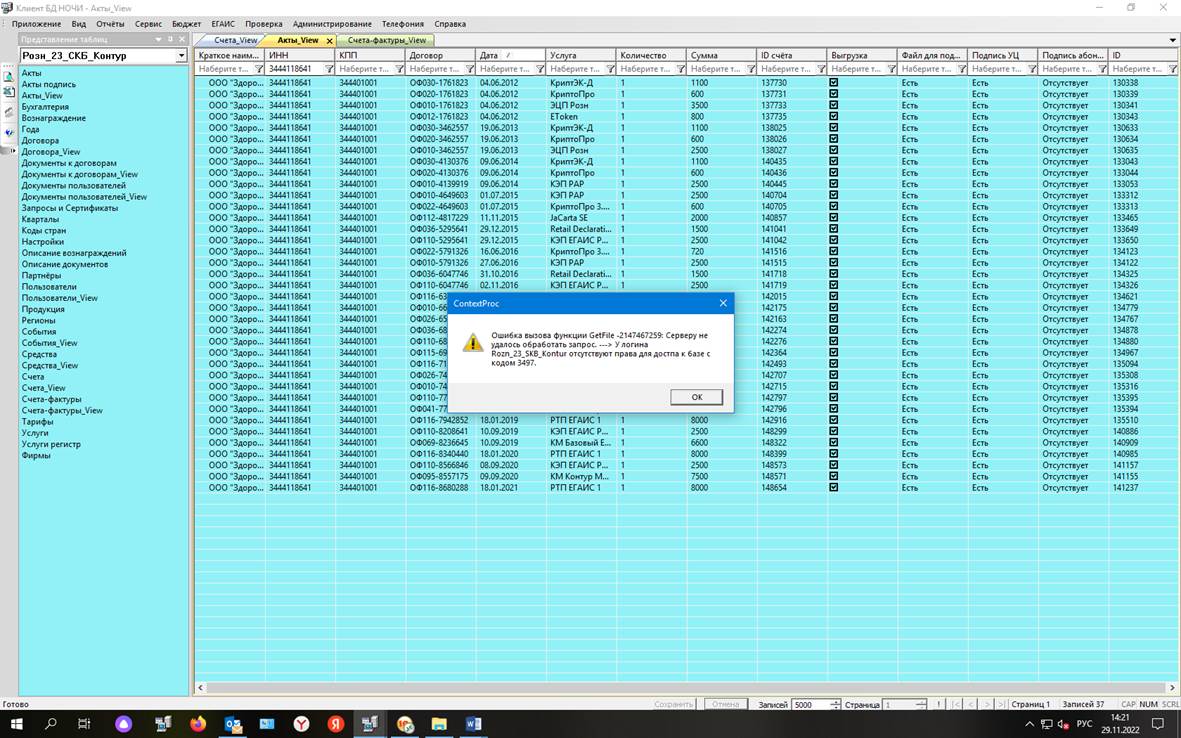 Клиент БД НОЧИ - Акты_View
Приложение Вид Отчёты Сервис Бюджет ЕГАИС Проверка Администрирование Телефония Справка
Представление таблиц
Розн_23_СКБ_Контур
Акты
Акты подпись
Акты_View
Бухгалтерия
Вознаграждение
Года
Договора
Договора_View
Документы к договорам
Документы к договорам_View
Документы пользователей
Документы пользователей_View
Запросы и Сертификаты
Кварталы
Коды стран
Настройки
Описание вознаграждений
Описание документов
Партнёры
Пользователи
Пользователи_View
Продукция
Регионы
События
События_View
Средства
Средства_View
Счета
Счета_View
Счета-фактуры
Счета-фактуры_View
Тарифы
Услуги
Услуги регистр
Фирмы
Счета_View Акты_View Счета-фактуры_View
Краткое наим... ИНН КПП Договор Дата Услуга Количество Сумма ID счёта Выгрузка Файл для под... Подпись УЦ Подпись абон... ID
Наберите т... 3444118641 Наберите т... Наберите т... Наберите т... Наберите т... Наберите т... Наберите т... Наберите т... Наберите т... Наберите т... Наберите т... Наберите т... Наберите т...
ООО "Здоро... 3444118641 344401001 ОФ030-1761823 04.06.2012 КриптЭК-Д 1 1100 137730 Есть Есть Отсутствует 130338
ООО "Здоро... 3444118641 344401001 ОФ020-1761823 04.06.2012 КриптоПро 1 600 137731 Есть Есть Отсутствует 130339
ООО "Здоро... 3444118641 344401001 ОФ010-1761823 04.06.2012 ЭЦП Розн 1 3500 137733 Есть Есть Отсутствует 130341
ООО "Здоро... 3444118641 344401001 ОФ012-1761823 04.06.2012 EToken 1 800 137735 Есть Есть Отсутствует 130343
ООО "Здоро... 3444118641 344401001 ОФ030-3462557 19.06.2013 КриптЭК-Д 1 1100 138025 Есть Есть Отсутствует 130633
ООО "Здоро... 3444118641 344401001 ОФ020-3462557 19.06.2013 КриптоПро 1 600 138026 Есть Есть Отсутствует 130634
ООО "Здоро... 3444118641 344401001 ОФ010-3462557 19.06.2013 ЭЦП Розн 1 2500 138027 Есть Есть Отсутствует 130635
ООО "Здоро... 3444118641 344401001 ОФ030-4130376 09.06.2014 КриптЭК-Д 1 1100 140435 Есть Есть Отсутствует 133043
ООО "Здоро... 3444118641 344401001 ОФ020-4130376 09.06.2014 КриптоПро 1 600 140436 Есть Есть Отсутствует 133044
ООО "Здоро... 3444118641 344401001 ОФ010-4139919 09.06.2014 КЭП РАР 1 2500 140445 Есть Есть Отсутствует 133053
ООО "Здоро... 3444118641 344401001 ОФ010-4649603 01.07.2015 КЭП РАР 1 2500 140704 Есть Есть Отсутствует 133312
ООО "Здоро... 3444118641 344401001 ОФ022-4649603 01.07.2015 КриптоПро 3.... 1 600 140705 Есть Есть Отсутствует 133313
ООО "Здоро... 3444118641 344401001 ОФ112-4817229 11.11.2015 JaCarta SE 1 2000 140857 Есть Есть Отсутствует 133465
ООО "Здоро... 3444118641 344401001 ОФ036-5295641 29.12.2015 Retail Declarati... 1 1500 141041 Есть Есть Отсутствует 133649
ООО "Здоро... 3444118641 344401001 ОФ110-5295641 29.12.2015 КЭП ЕГАИС Р... 1 2500 141042 Есть Есть Отсутствует 133650
ООО "Здоро... 3444118641 344401001 ОФ022-5791326 16.06.2016 КриптоПро 3.... 1 720 141516 Есть Есть Отсутствует 134123
ООО "Здоро... 3444118641 344401001 ОФ010-5791326 27.06.2016 КЭП РАР 1 2500 141515 Есть Есть Отсутствует 134122
ООО "Здоро... 3444118641 344401001 ОФ036-6047746 31.10.2016 Retail Declarati... 1 1500 141718 Есть Есть Отсутствует 134325
ООО "Здоро... 3444118641 344401001 ОФ110-6047746 02.11.2016 КЭП ЕГАИС Р... 1 2500 141719 Есть Есть Отсутствует 134326
ООО "Здоро... 3444118641 344401001 ОФ116-63 142015 Есть Есть Отсутствует 134621
ООО "Здоро... 3444118641 344401001 ОФ010-66 142163 Есть Есть Отсутствует 134767
ООО "Здоро... 3444118641 344401001 ОФ026-65 142274 Есть Есть Отсутствует 134878
ООО "Здоро... 3444118641 344401001 ОФ036-68 142276 Есть Есть Отсутствует 134880
ООО "Здоро... 3444118641 344401001 ОФ110-68 142360 Есть Есть Отсутствует 134967
ООО "Здоро... 3444118641 344401001 ОФ115-69 142364 Есть Есть Отсутствует 134967
ООО "Здоро... 3444118641 344401001 ОФ116-71 142493 Есть Есть Отсутствует 135094
ООО "Здоро... 3444118641 344401001 ОФ026-74 142707 Есть Есть Отсутствует 135308
ООО "Здоро... 3444118641 344401001 ОФ010-74 142715 Есть Есть Отсутствует 135316
ООО "Здоро... 3444118641 344401001 ОФ110-77 142797 Есть Есть Отсутствует 135395
ООО "Здоро... 3444118641 344401001 ОФ041-77 142796 Есть Есть Отсутствует 135394
ООО "Здоро... 3444118641 344401001 ОФ116-7942852 18.01.2019 РТП ЕГАИС 1 1 8000 142916 Есть Есть Отсутствует 135510
ООО "Здоро... 3444118641 344401001 ОФ110-8208641 10.09.2019 КЭП ЕГАИС Р... 1 2500 148299 Есть Есть Отсутствует 140886
ООО "Здоро... 3444118641 344401001 ОФ069-8236645 10.09.2019 КМ Базовый Е... 1 6600 148322 Есть Есть Отсутствует 140909
ООО "Здоро... 3444118641 344401001 ОФ116-8340440 18.01.2020 РТП ЕГАИС 1 1 8000 148399 Есть Есть Отсутствует 140985
ООО "Здоро... 3444118641 344401001 ОФ110-8566846 08.09.2020 КЭП ЕГАИС Р... 1 2500 148573 Есть Есть Отсутствует 141157
ООО "Здоро... 3444118641 344401001 ОФ095-8557175 09.09.2020 КМ Контур М... 1 7500 148571 Есть Есть Отсутствует 141155
ООО "Здоро... 3444118641 344401001 ОФ116-8680288 18.01.2021 РТП ЕГАИС 1 1 8000 148654 Есть Есть Отсутствует 141237
ContextProc
Ошибка вызова функции GetFile -2147467259: Серверу не
удалось обработать запрос. ---> У логина
Rozn_23_SKB_Kontur отсутствуют права для достпа к базе с
кодом 3497.
OK
Готово Сохранить Отмена Записей 5000 Страница 1 Страниц 1 Записей 37 CAP NUM SCRL
РУС 14:21
29.11.2022